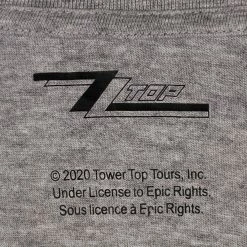 ZZ TOP
© 2020 Tower Top Tours, Inc.
Under License to Epic Rights.
Sous licence à Epic Rights.